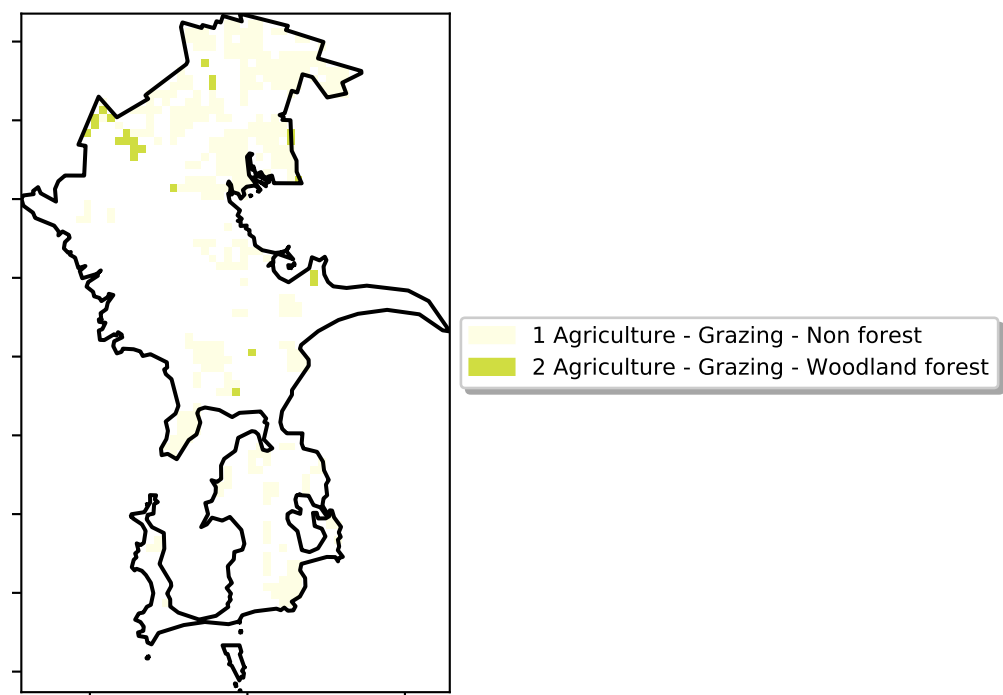 1 Agriculture - Grazing - Non forest
2 Agriculture - Grazing - Woodland forest